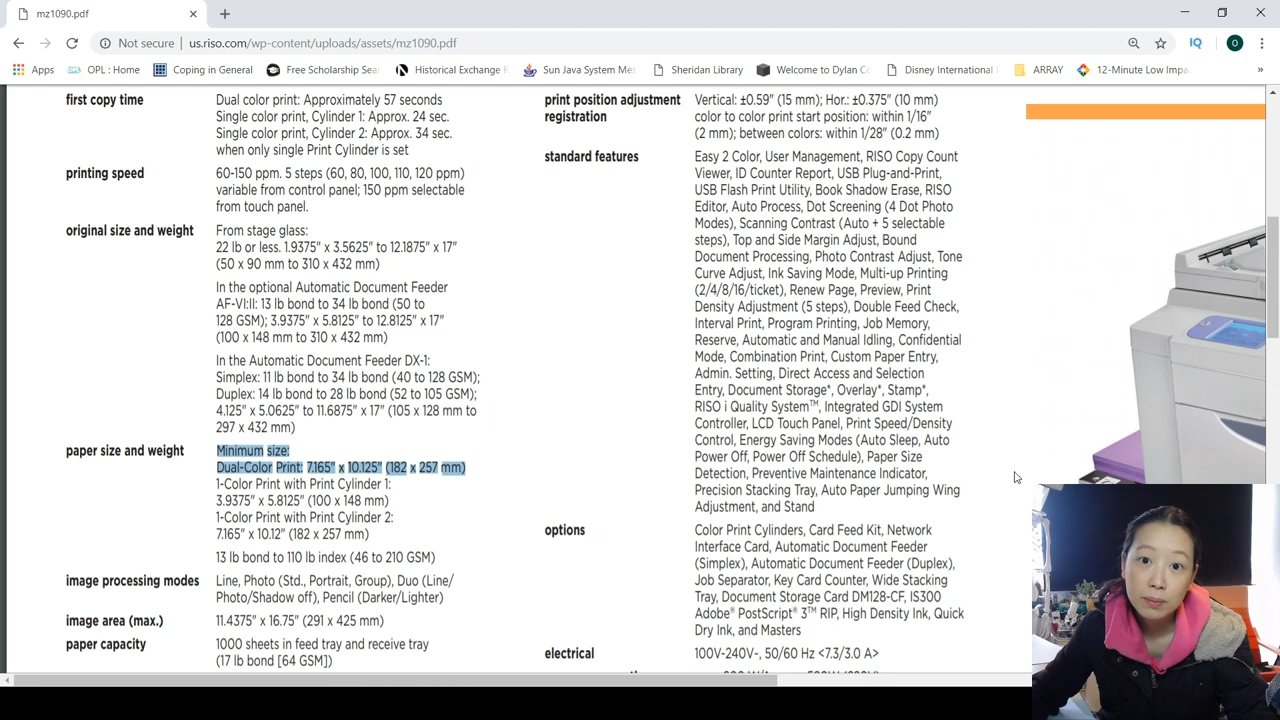 mz1090.pdf
Not secure | us.riso.com/wp-content/uploads/assets/mz1090.pdf
IQ
O
Apps
OPL : Home
Coping in General
Free Scholarship Sea
Historical Exchange R
Sun Java System Mes
Sheridan Library
Welcome to Dylan Co
Disney International
ARRAY
12-Minute Low Impa
»
first copy time
Dual color print: Approximately 57 seconds
Single color print, Cylinder 1: Approx. 24 sec.
Single color print, Cylinder 2: Approx. 34 sec.
when only single Print Cylinder is set
printing speed
60-150 ppm. 5 steps (60, 80, 100, 110, 120 ppm)
variable from control panel; 150 ppm selectable
from touch panel.
original size and weight
From stage glass:
22 lb or less. 1.9375" x 3.5625" to 12.1875" x 17"
(50 x 90 mm to 310 x 432 mm)
In the optional Automatic Document Feeder
AF-VI:II: 13 lb bond to 34 lb bond (50 to
128 GSM); 3.9375" x 5.8125" to 12.8125" x 17"
(100 x 148 mm to 310 x 432 mm)
In the Automatic Document Feeder DX-1:
Simplex: 11 lb bond to 34 lb bond (40 to 128 GSM);
Duplex: 14 lb bond to 28 lb bond (52 to 105 GSM);
4.125" x 5.0625" to 11.6875" x 17" (105 x 128 mm to
297 x 432 mm)
paper size and weight
Minimum size:
Dual-Color Print: 7.165" x 10.125" (182 x 257 mm)
1-Color Print with Print Cylinder 1:
3.9375" x 5.8125" (100 x 148 mm)
1-Color Print with Print Cylinder 2:
7.165" x 10.12" (182 x 257 mm)
13 lb bond to 110 lb index (46 to 210 GSM)
image processing modes
Line, Photo (Std., Portrait, Group), Duo (Line/
Photo/Shadow off), Pencil (Darker/Lighter)
image area (max.)
11.4375" x 16.75" (291 x 425 mm)
paper capacity
1000 sheets in feed tray and receive tray
(17 lb bond [64 GSM])
print position adjustment
registration
Vertical: ±0.59" (15 mm); Hor.: ±0.375" (10 mm)
color to color print start position: within 1/16"
(2 mm); between colors: within 1/28" (0.2 mm)
standard features
Easy 2 Color, User Management, RISO Copy Count
Viewer, ID Counter Report, USB Plug-and-Print,
USB Flash Print Utility, Book Shadow Erase, RISO
Editor, Auto Process, Dot Screening (4 Dot Photo
Modes), Scanning Contrast (Auto + 5 selectable
steps), Top and Side Margin Adjust, Bound
Document Processing, Photo Contrast Adjust, Tone
Curve Adjust, Ink Saving Mode, Multi-up Printing
(2/4/8/16/ticket), Renew Page, Preview, Print
Density Adjustment (5 steps), Double Feed Check,
Interval Print, Program Printing, Job Memory,
Reserve, Automatic and Manual Idling, Confidential
Mode, Combination Print, Custom Paper Entry,
Admin. Setting, Direct Access and Selection
Entry, Document Storage*, Overlay*, Stamp*,
RISO i Quality System™, Integrated GDI System
Controller, LCD Touch Panel, Print Speed/Density
Control, Energy Saving Modes (Auto Sleep, Auto
Power Off, Power Off Schedule), Paper Size
Detection, Preventive Maintenance Indicator,
Precision Stacking Tray, Auto Paper Jumping Wing
Adjustment, and Stand
options
Color Print Cylinders, Card Feed Kit, Network
Interface Card, Automatic Document Feeder
(Simplex), Automatic Document Feeder (Duplex),
Job Separator, Key Card Counter, Wide Stacking
Tray, Document Storage Card DM128-CF, IS300
Adobe® PostScript® 3™ RIP, High Density Ink, Quick
Dry Ink, and Masters
electrical
100V-240V-, 50/60 Hz <7.3/3.0 A>